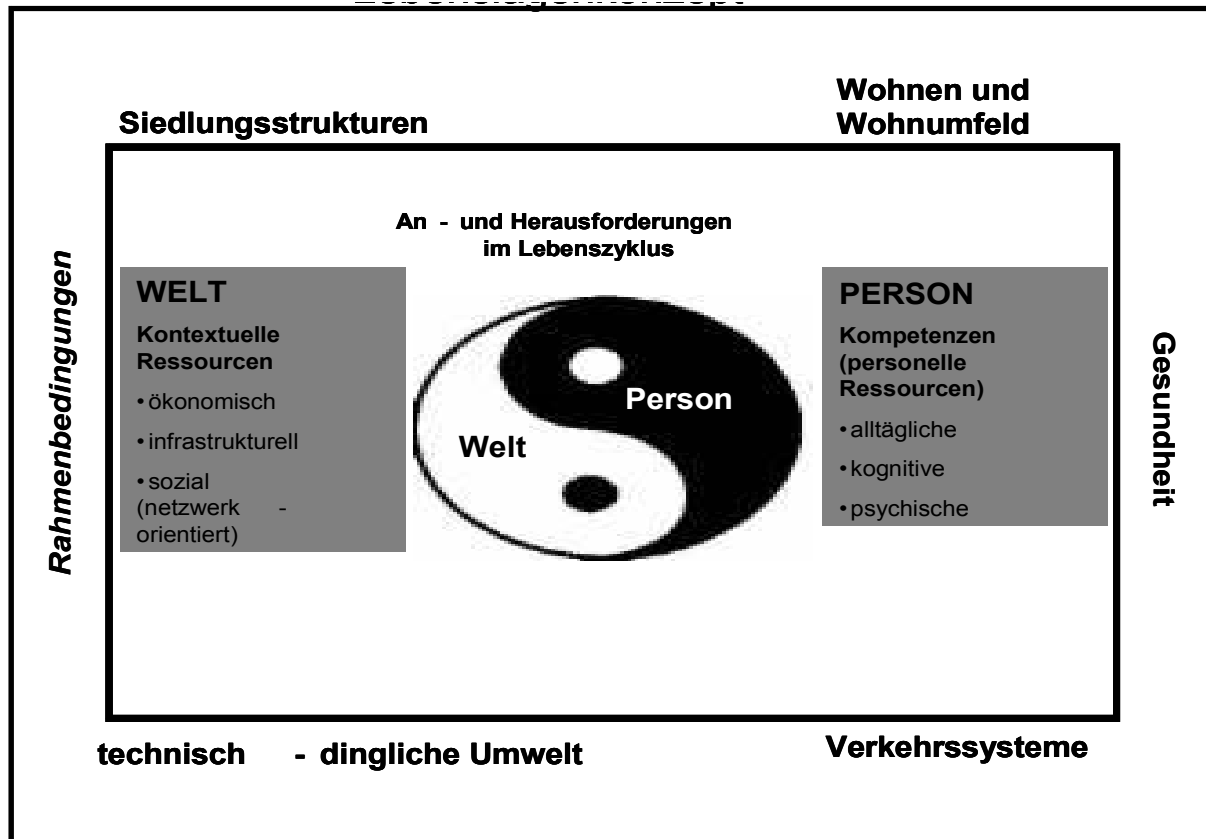 Lebenslagenkonzept
Siedlungsstrukturen
Wohnen und
Wohnumfeld
An - und Herausforderungen
im Lebenszyklus
Rahmenbedingungen
WELT
Kontextuelle
Ressourcen
•ökonomisch
•infrastrukturell
•sozial
(netzwerk -
orientiert)
Welt
Person
PERSON
Kompetenzen
(personelle
Ressourcen)
•alltägliche
•kognitive
•psychische
Gesundheit
technisch - dingliche Umwelt
Verkehrssysteme